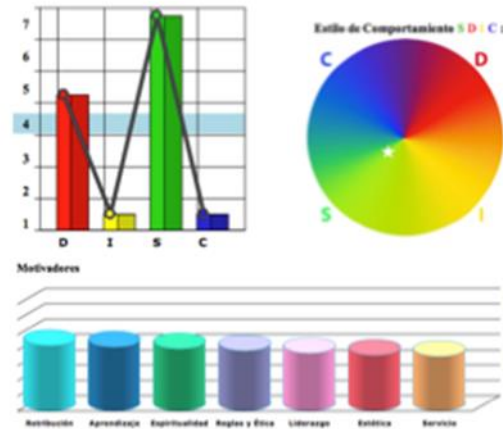 7
6
5
4
3
2
1
D I S C
Estilo de Comportamiento S D I C :
C D
S I
Motivadores
Retribución Aprendizaje Espiritualidad Reglas y Ética Liderazgo Estética Servicio